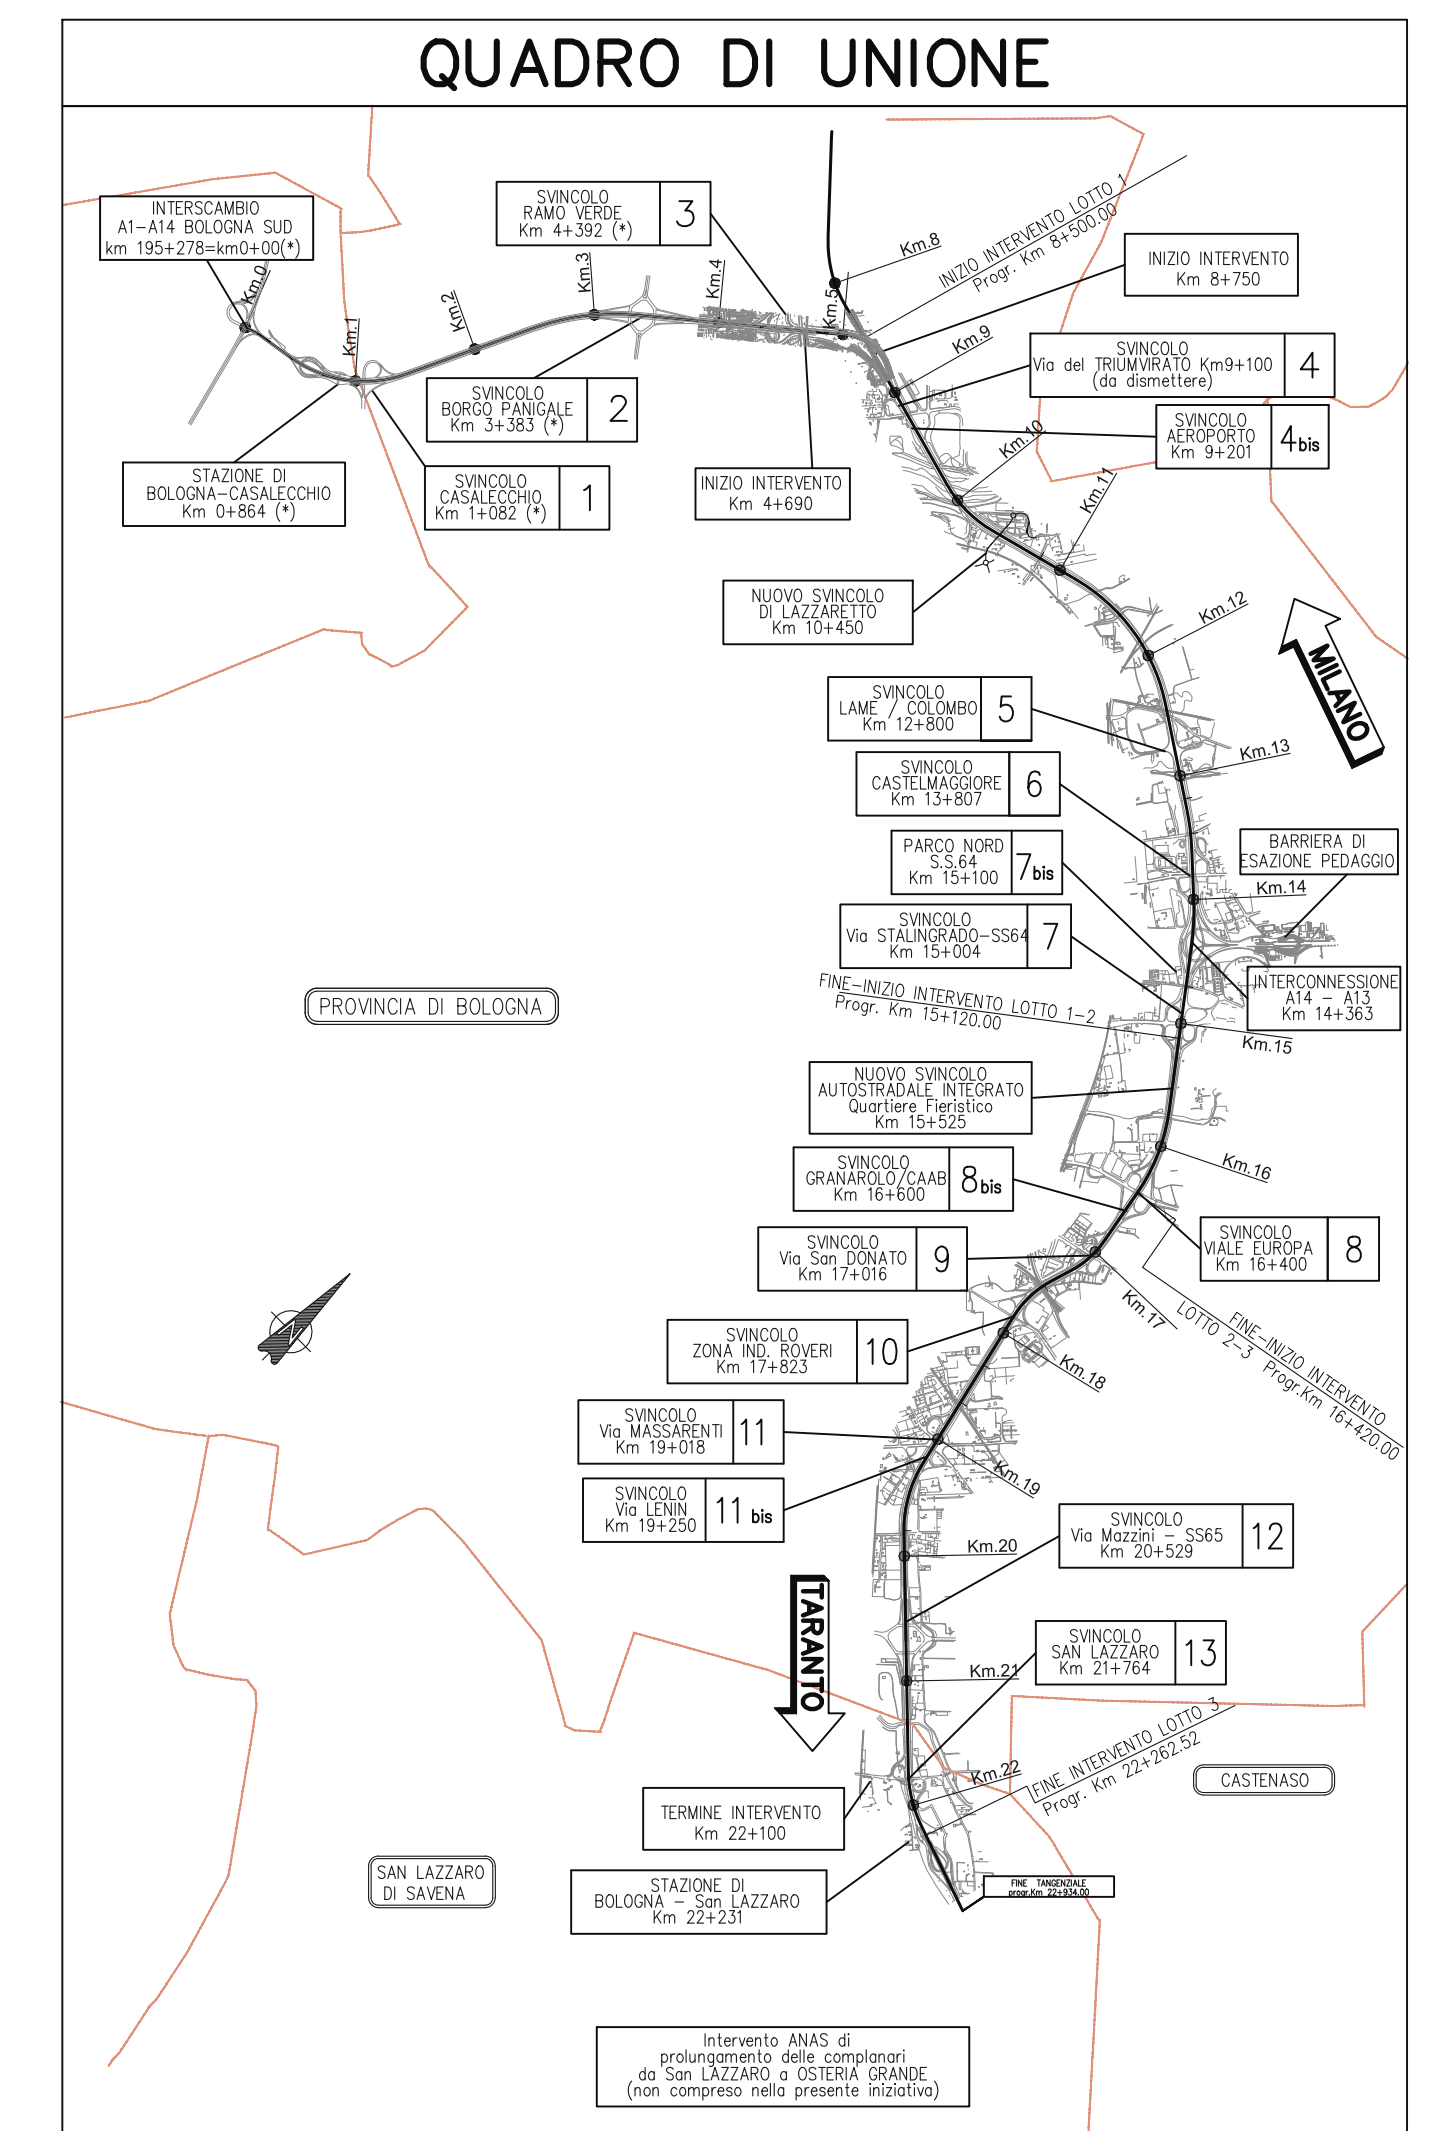 QUADRO DI UNIONE
INTERSCAMBIO
A1-A14 BOLOGNA SUD
km 195+278=km0+00(*)
SVINCOLO
RAMO VERDE
Km 4+392 (*)
3
Km.0
Km.1
Km.2
Km.3
Km.4
Km.5
Km.8
INIZIO INTERVENTO LOTTO 1
Progr. Km 8+500.00
INIZIO INTERVENTO
Km 8+750
Km.9
SVINCOLO
Via del TRIUMVIRATO Km9+100
(da dismettere)
4
SVINCOLO
BORGO PANIGALE
Km 3+383 (*)
2
SVINCOLO
AEROPORTO
Km 9+201
4bis
Km.10
STAZIONE DI
BOLOGNA-CASALECCHIO
Km 0+864 (*)
SVINCOLO
CASALECCHIO
Km 1+082 (*)
1
INIZIO INTERVENTO
Km 4+690
Km.11
NUOVO SVINCOLO
DI LAZZARETTO
Km 10+450
Km.12
MILANO
SVINCOLO
LAME / COLOMBO
Km 12+800
5
Km.13
SVINCOLO
CASTELMAGGIORE
Km 13+807
6
PARCO NORD
S.S.64
Km 15+100
7bis
BARRIERA DI
ESAZIONE PEDAGGIO
Km.14
SVINCOLO
Via STALINGRADO-SS64
Km 15+004
7
INTERCONNESSIONE
A14 - A13
Km 14+363
FINE-INIZIO INTERVENTO LOTTO 1-2
Progr. Km 15+120.00
Km.15
PROVINCIA DI BOLOGNA
NUOVO SVINCOLO
AUTOSTRADALE INTEGRATO
Quartiere Fieristico
Km 15+525
Km.16
SVINCOLO
GRANAROLO/CAAB
Km 16+600
8bis
SVINCOLO
VIALE EUROPA
Km 16+400
8
SVINCOLO
Via San DONATO
Km 17+016
9
Km.17
FINE-INIZIO INTERVENTO
LOTTO 2-3 Progr.Km 16+420.00
SVINCOLO
ZONA IND. ROVERI
Km 17+823
10
Km.18
SVINCOLO
Via MASSARENTI
Km 19+018
11
Km.19
SVINCOLO
Via LENIN
Km 19+250
11 bis
SVINCOLO
Via Mazzini - SS65
Km 20+529
12
Km.20
TARANTO
SVINCOLO
SAN LAZZARO
Km 21+764
13
Km.21
FINE INTERVENTO LOTTO 3
Progr. Km 22+262.52
Km.22
CASTENASO
TERMINE INTERVENTO
Km 22+100
SAN LAZZARO
DI SAVENA
STAZIONE DI
BOLOGNA - San LAZZARO
Km 22+231
FINE TANGENZIALE
progr.Km 22+934.00
Intervento ANAS di
prolungamento delle complanari
da San LAZZARO a OSTERIA GRANDE
(non compreso nella presente iniziativa)